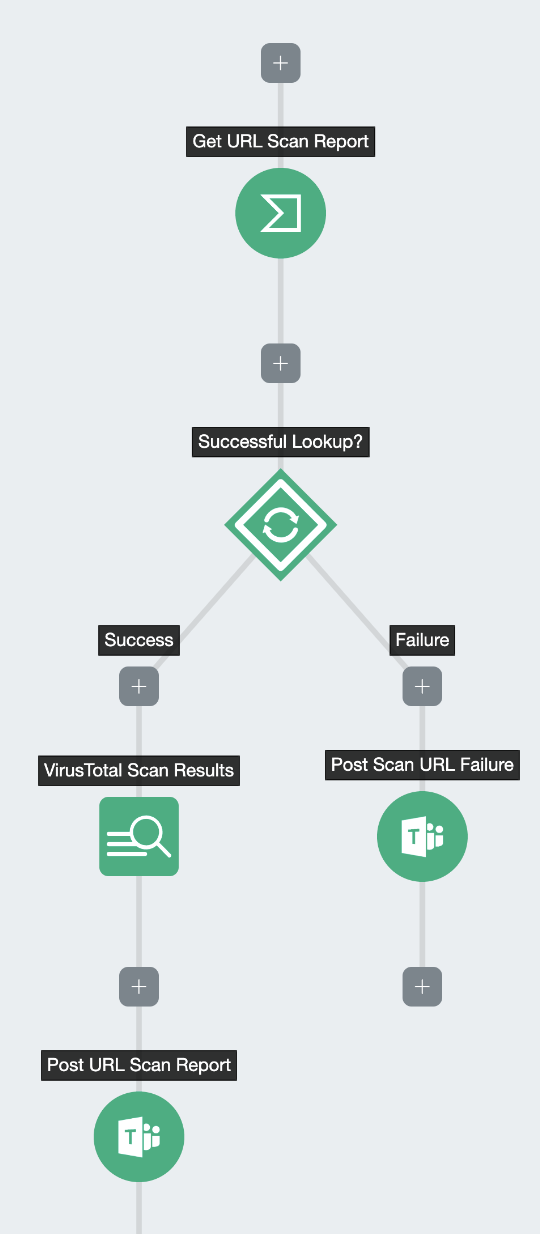 Get URL Scan Report
Successful Lookup?
Success
Failure
VirusTotal Scan Results
Post Scan URL Failure
T
Post URL Scan Report
T